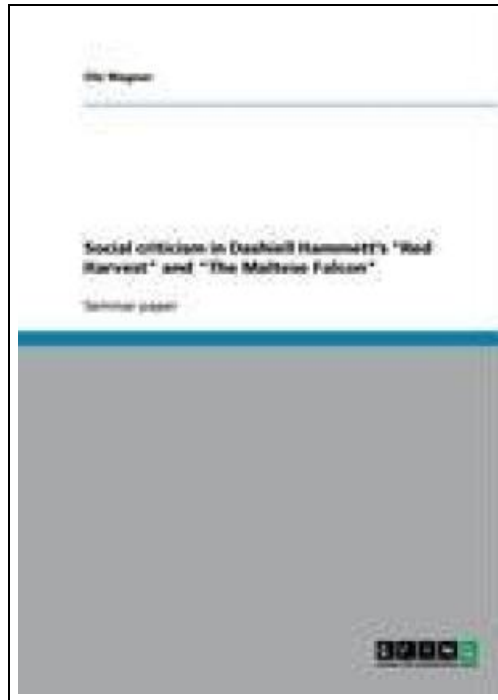 Ole Wagner
Social criticism in Dashiell Hammett's "Red
Harvest" and "The Maltese Falcon"
Seminar paper
G R I N